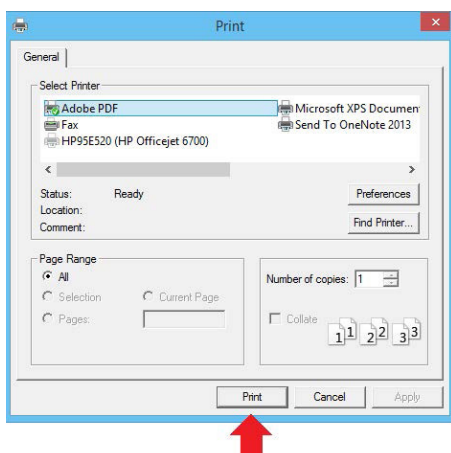 Print
General
Select Printer
Adobe PDF
Microsoft XPS Documen
Fax
Send To OneNote 2013
HP95E520 (HP Officejet 6700)
Status: Ready
Preferences
Location:
Comment:
Find Printer...
Page Range
All
Number of copies: 1
Selection
Current Page
Pages:
Collate
1 1 2 2 3 3
Print
Cancel
Apply